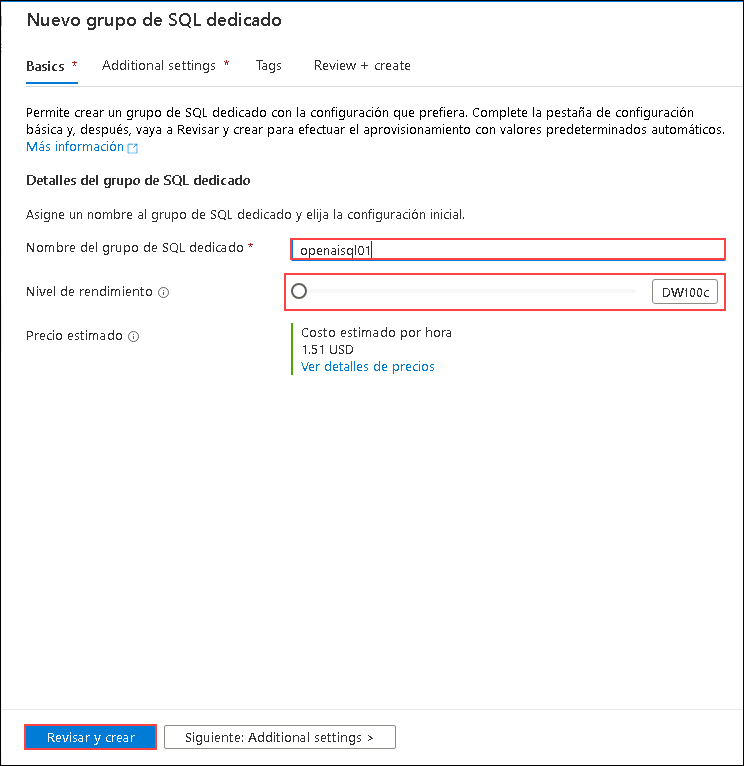 Nuevo grupo de SQL dedicado
Basics * Additional settings * Tags Review + create
Permite crear un grupo de SQL dedicado con la configuración que prefiera. Complete la pestaña de configuración
básica y, después, vaya a Revisar y crear para efectuar el aprovisionamiento con valores predeterminados automáticos.
Más información
Detalles del grupo de SQL dedicado
Asigne un nombre al grupo de SQL dedicado y elija la configuración inicial.
Nombre del grupo de SQL dedicado * openaisql01
Nivel de rendimiento DW100c
Precio estimado Costo estimado por hora
1.51 USD
Ver detalles de precios
Revisar y crear Siguiente: Additional settings >